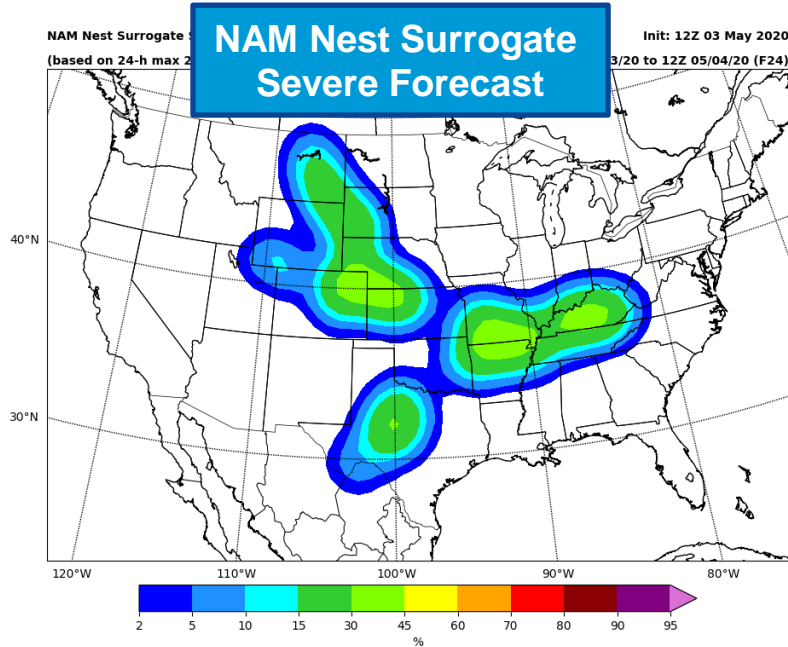 NAM Nest Surrogate S
Init: 12Z 03 May 2020
(based on 24-h max 2
3/20 to 12Z 05/04/20 (F24)
NAM Nest Surrogate
Severe Forecast
40°N
30°N
120°W 110°W 100°W 90°W 80°W
2 5 10 15 30 45 60 70 80 90 95
%